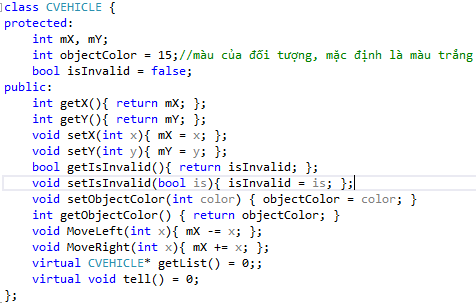 class CVEHICLE {
protected:
    int mX, mY;
    int objectColor = 15;//màu của đối tượng, mặc định là màu trắng
    bool isInvalid = false;
public:
    int getX(){ return mX; };
    int getY(){ return mY; };
    void setX(int x){ mX = x; };
    void setY(int y){ mY = y; };
    bool getIsInvalid(){ return isInvalid; };
    void setIsInvalid(bool is){ isInvalid = is; };
    void setObjectColor(int color) { objectColor = color; }
    int getObjectColor() { return objectColor; }
    void MoveLeft(int x){ mX -= x; };
    void MoveRight(int x){ mX += x; };
    virtual CVEHICLE* getList() = 0;;
    virtual void tell() = 0;
};